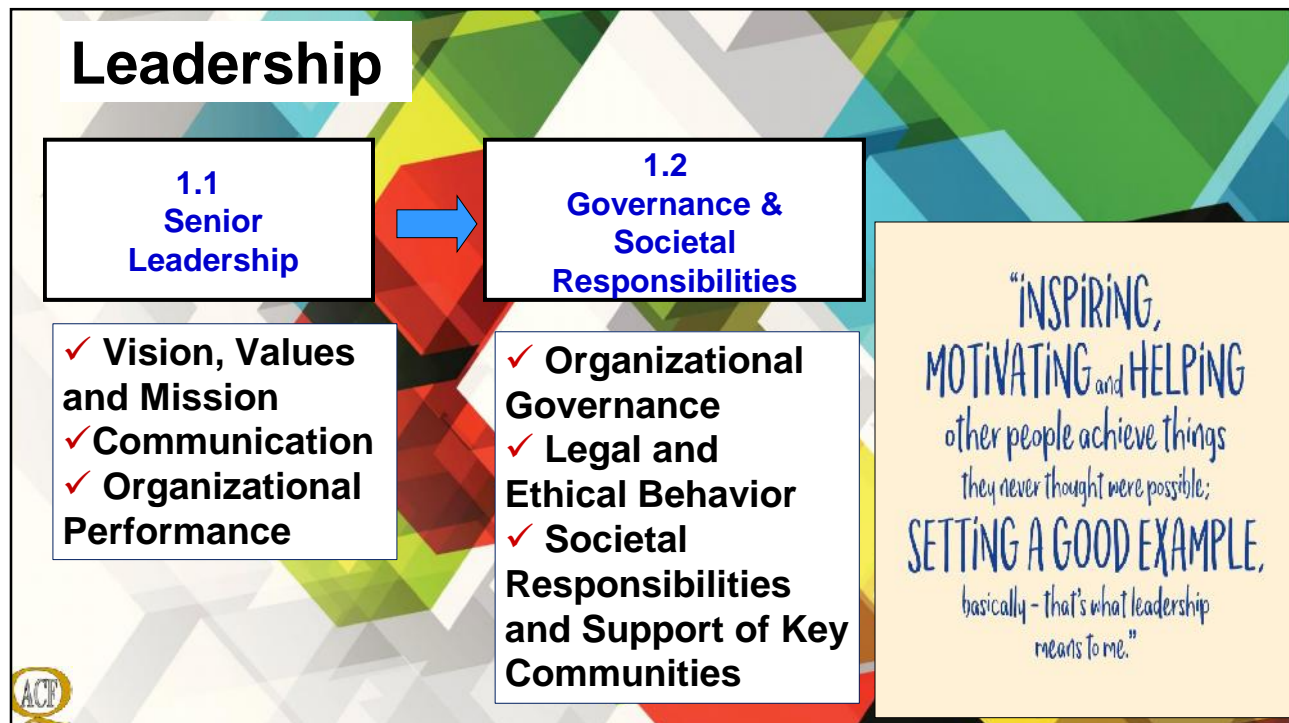 Leadership
1.1
Senior
Leadership
1.2
Governance &
Societal
Responsibilities
✓ Vision, Values
and Mission
✓Communication
✓ Organizational
Performance
✓ Organizational
Governance
✓ Legal and
Ethical Behavior
✓ Societal
Responsibilities
and Support of Key
Communities
"INSPIRING,
MOTIVATING and HELPING
other people achieve things
they never thought were possible;
SETTING A GOOD EXAMPLE,
basically - that's what leadership
means to me."
ACF